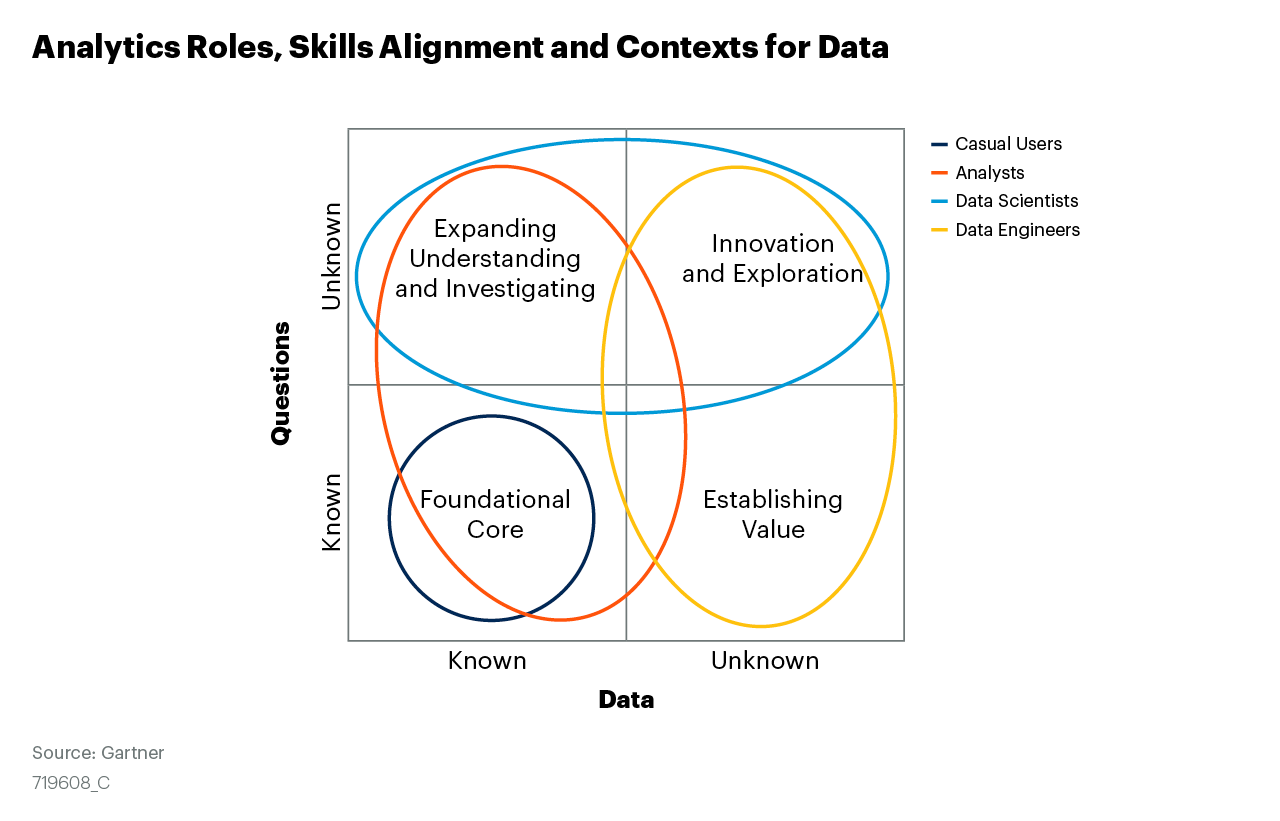 Analytics Roles, Skills Alignment and Contexts for Data
Casual Users
Analysts
Data Scientists
Data Engineers
Questions
Unknown
Known
Expanding
Understanding
and Investigating
Innovation
and Exploration
Foundational
Core
Establishing
Value
Known
Unknown
Data
Source: Gartner
719608_C